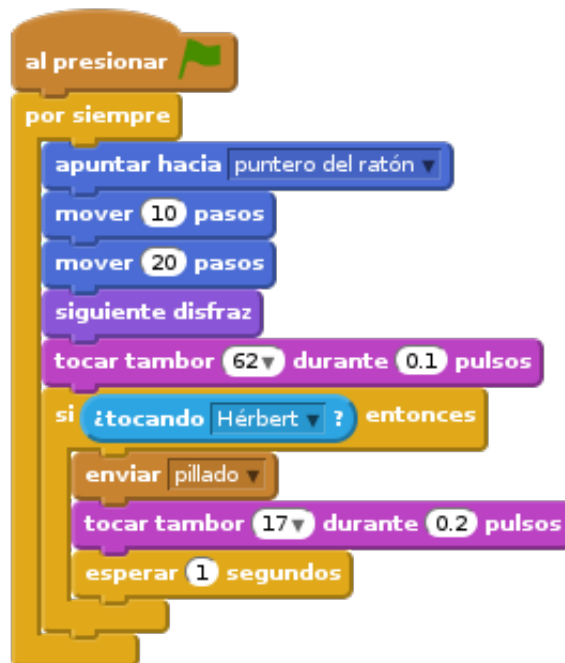 al presionar
por siempre
apuntar hacia puntero del ratón
mover 10 pasos
mover 20 pasos
siguiente disfraz
tocar tambor 62 durante 0.1 pulsos
si ¿tocando Hérbert ? entonces
enviar pillado
tocar tambor 17 durante 0.2 pulsos
esperar 1 segundos